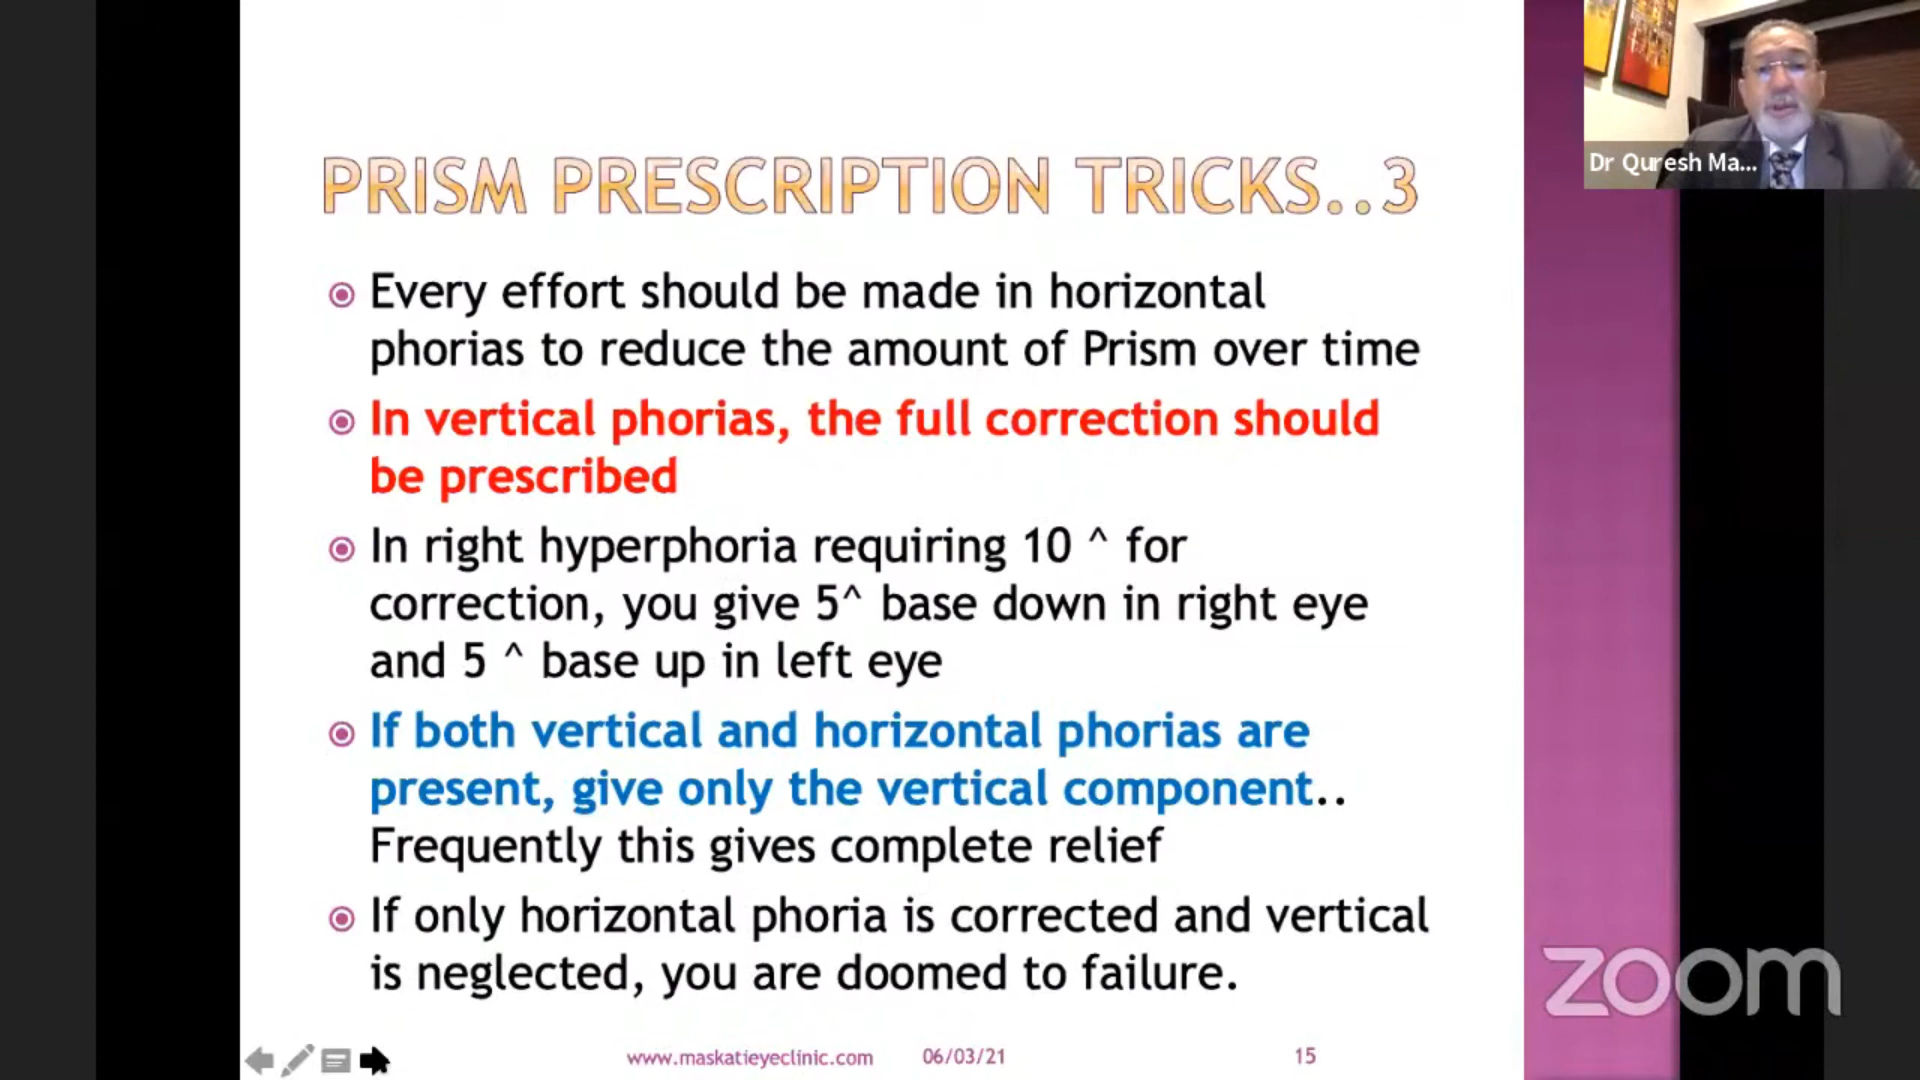 Dr Quresh Ma...
PRISM PRESCRIPTION TRICKS..3
Every effort should be made in horizontal
phorias to reduce the amount of Prism over time
In vertical phorias, the full correction should
be prescribed
In right hyperphoria requiring 10 ^ for
correction, you give 5^ base down in right eye
and 5 ^ base up in left eye
If both vertical and horizontal phorias are
present, give only the vertical component..
Frequently this gives complete relief
If only horizontal phoria is corrected and vertical
is neglected, you are doomed to failure.
www.maskatieyeclinic.com 06/03/21 15
zoom